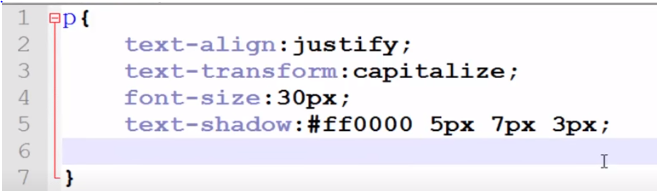 1 p{
2 text-align:justify;
3 text-transform:capitalize;
4 font-size:30px;
5 text-shadow:#ff0000 5px 7px 3px;
6
7 }